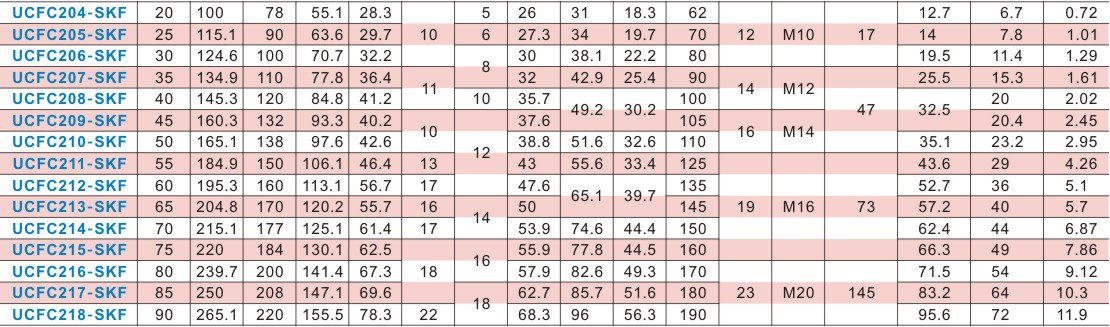 UCFC204-SKF 20 100 78 55.1 28.3 5 26 31 18.3 62 12.7 6.7 0.72
UCFC205-SKF 25 115.1 90 63.6 29.7 10 6 27.3 34 19.7 70 12 M10 17 14 7.8 1.01
UCFC206-SKF 30 124.6 100 70.7 32.2 8 30 38.1 22.2 80 19.5 11.4 1.29
UCFC207-SKF 35 134.9 110 77.8 36.4 11 32 42.9 25.4 90 14 M12 25.5 15.3 1.61
UCFC208-SKF 40 145.3 120 84.8 41.2 10 35.7 49.2 30.2 100 47 32.5 20 2.02
UCFC209-SKF 45 160.3 132 93.3 40.2 10 37.6 105 16 M14 20.4 2.45
UCFC210-SKF 50 165.1 138 97.6 42.6 12 38.8 51.6 32.6 110 35.1 23.2 2.95
UCFC211-SKF 55 184.9 150 106.1 46.4 13 43 55.6 33.4 125 43.6 29 4.26
UCFC212-SKF 60 195.3 160 113.1 56.7 17 47.6 65.1 39.7 135 52.7 36 5.1
UCFC213-SKF 65 204.8 170 120.2 55.7 16 14 50 145 19 M16 73 57.2 40 5.7
UCFC214-SKF 70 215.1 177 125.1 61.4 17 53.9 74.6 44.4 150 62.4 44 6.87
UCFC215-SKF 75 220 184 130.1 62.5 16 55.9 77.8 44.5 160 66.3 49 7.86
UCFC216-SKF 80 239.7 200 141.4 67.3 18 57.9 82.6 49.3 170 71.5 54 9.12
UCFC217-SKF 85 250 208 147.1 69.6 18 62.7 85.7 51.6 180 23 M20 145 83.2 64 10.3
UCFC218-SKF 90 265.1 220 155.5 78.3 22 68.3 96 56.3 190 95.6 72 11.9